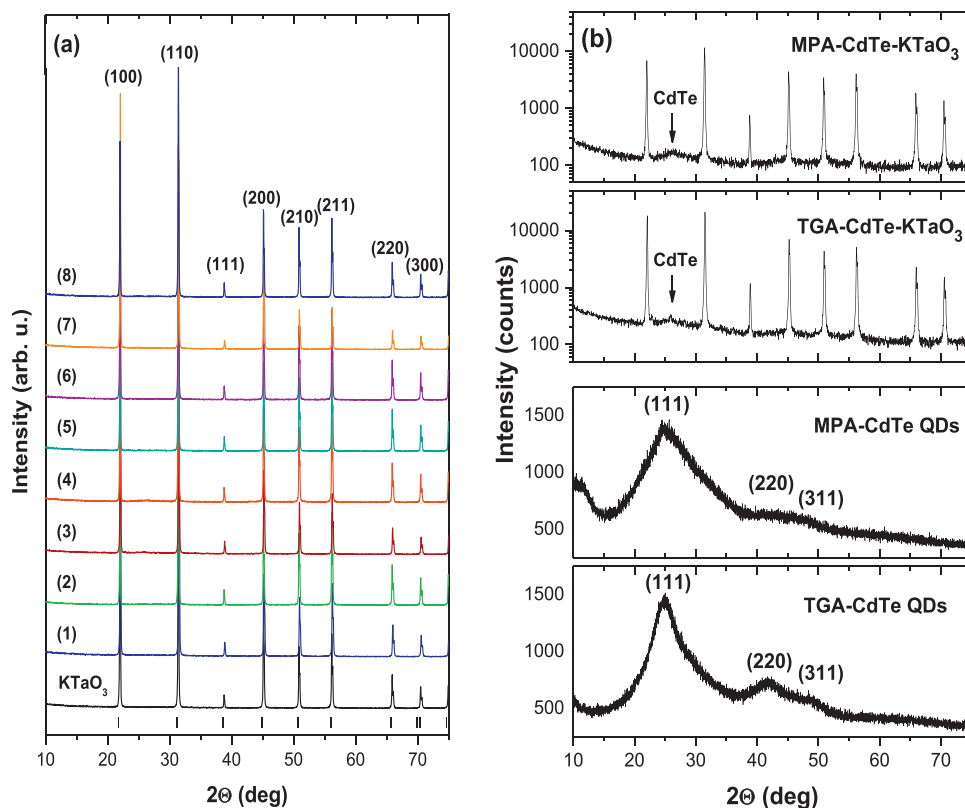 (a)
(110)
(100)
(200)
(211)
(210)
(111)
(220)
(300)
(8)
(7)
(6)
(5)
(4)
(3)
(2)
(1)
KTaO₃
Intensity (arb. u.)
10 20 30 40 50 60 70
2Θ (deg)
(b)
MPA-CdTe-KTaO₃
CdTe
10000
1000
100
TGA-CdTe-KTaO₃
CdTe
10000
1000
100
Intensity (counts)
(111)
MPA-CdTe QDs
(220)
(311)
1500
1000
500
(111)
TGA-CdTe QDs
(220)
(311)
1500
1000
500
10 20 30 40 50 60 70
2Θ (deg)